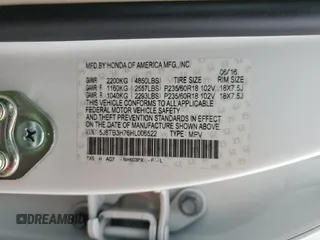 MFD. BY HONDA OF AMERICA MFG., INC. 06/16
GVWR 2200KG (4850LBS) TIRE SIZE RIM
GAWR F 1160KG (2557LBS) P235/60R18 102V 18X7.5J
GAWR R 1040KG (2293LBS) P235/60R18 102V 18X7.5J
THIS VEHICLE CONFORMS TO ALL APPLICABLE
FEDERAL MOTOR VEHICLE SAFETY
AND THEFT PREVENTION STANDARDS IN EFFECT
ON THE DATE OF MANUFACTURE SHOWN ABOVE.
5J8TB3H76HL006522 TYPE: MPV
DREAMBID